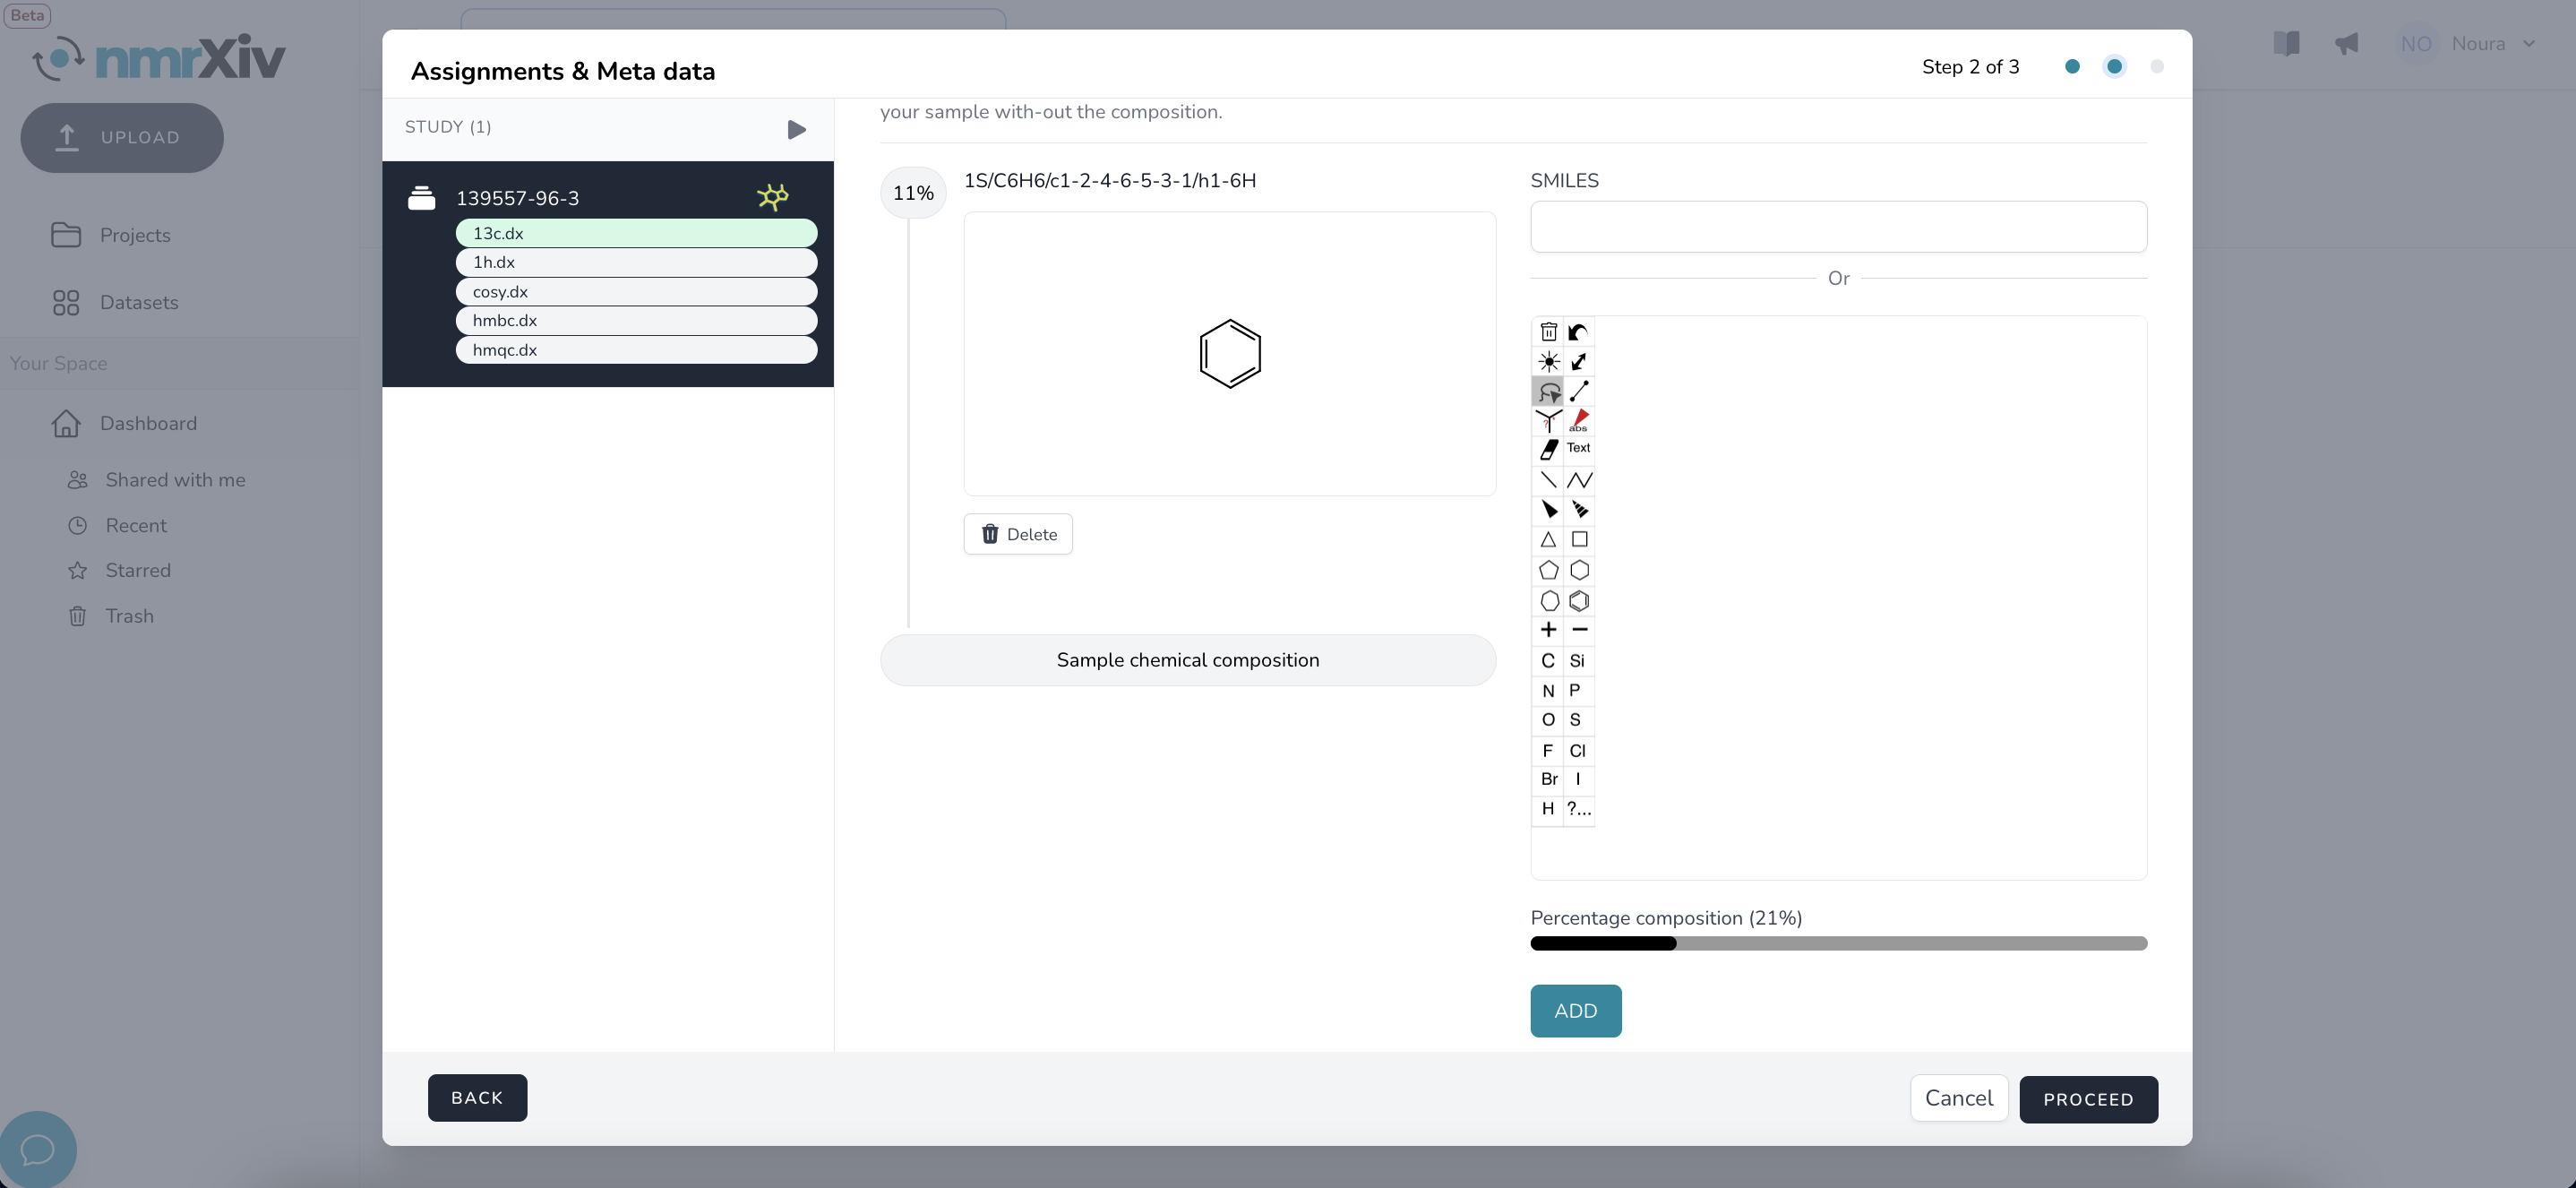 Beta
nmrXiv
UPLOAD
Projects
Datasets
Your Space
Dashboard
Shared with me
Recent
Starred
Trash
NO Noura
Assignments & Meta data
Step 2 of 3
STUDY (1)
139557-96-3
13c.dx
1h.dx
cosy.dx
hmbc.dx
hmqc.dx
your sample with-out the composition.
11%
1S/C6H6/c1-2-4-6-5-3-1/h1-6H
Delete
Sample chemical composition
SMILES
Or
?
abs
Text
C Si
N P
O S
F Cl
Br I
H ?...
Percentage composition (21%)
ADD
BACK
Cancel
PROCEED